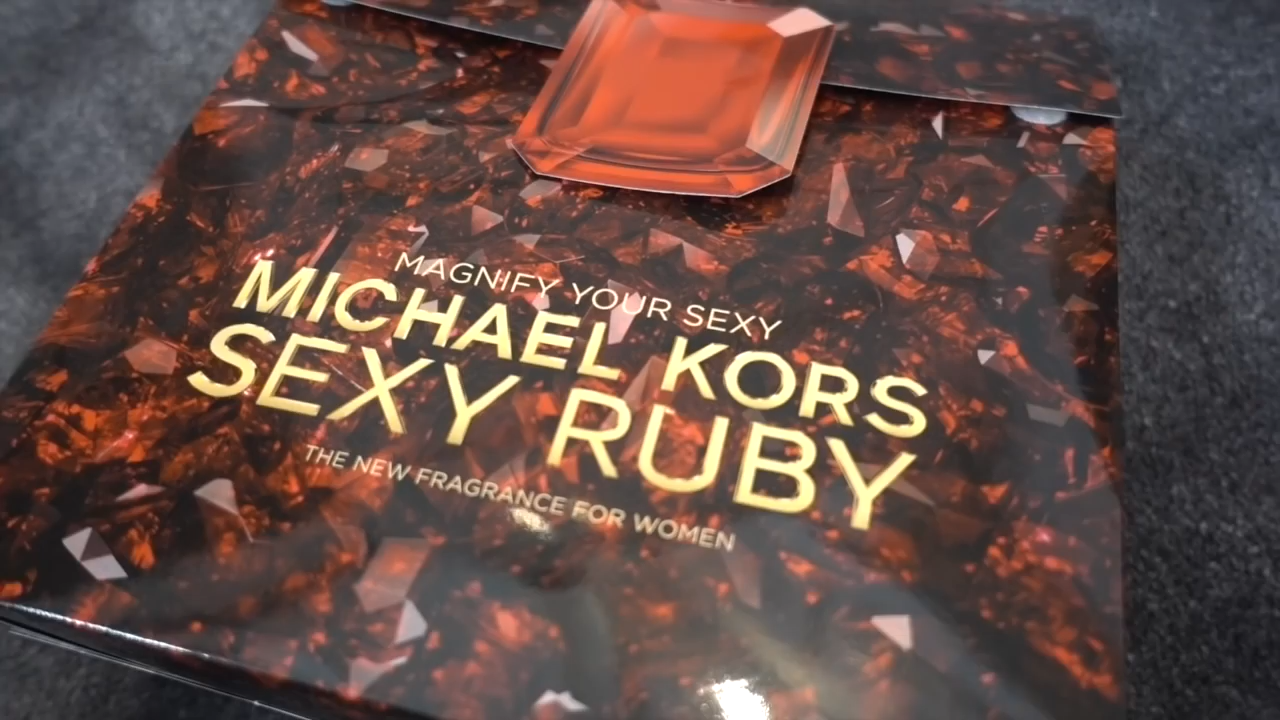 MAGNIFY YOUR SEXY
MICHAEL KORS
SEXY RUBY
THE NEW FRAGRANCE FOR WOMEN